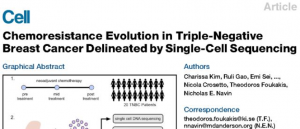 Article
Cell
Chemoresistance Evolution in Triple-Negative
Breast Cancer Delineated by Single-Cell Sequencing
Graphical Abstract
1. neoadjuvant chemotherapy
pre treatment
mid treatment
post treatment
20 TNBC Patients
2.
single cell DNA sequencing
Authors
Charissa Kim, Ruli Gao, Emi Sei, ...,
Nicola Crosetto, Theodoros Foukakis,
Nicholas E. Navin
Correspondence
theodoros.foukakis@ki.se (T.F.),
nnavin@mdanderson.org (N.E.N.)